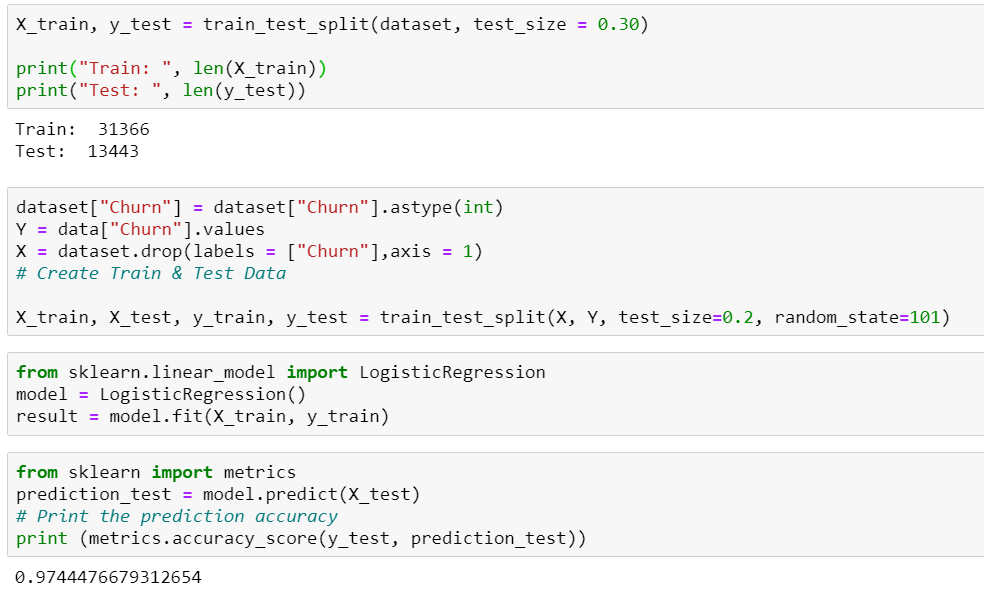 X_train, y_test = train_test_split(dataset, test_size = 0.30)
print("Train: ", len(X_train))
print("Test: ", len(y_test))
Train:  31366
Test:  13443
dataset["Churn"] = dataset["Churn"].astype(int)
Y = data["Churn"].values
X = dataset.drop(labels = ["Churn"],axis = 1)
# Create Train & Test Data
X_train, X_test, y_train, y_test = train_test_split(X, Y, test_size=0.2, random_state=101)
from sklearn.linear_model import LogisticRegression
model = LogisticRegression()
result = model.fit(X_train, y_train)
from sklearn import metrics
prediction_test = model.predict(X_test)
# Print the prediction accuracy
print (metrics.accuracy_score(y_test, prediction_test))
0.9744476679312654